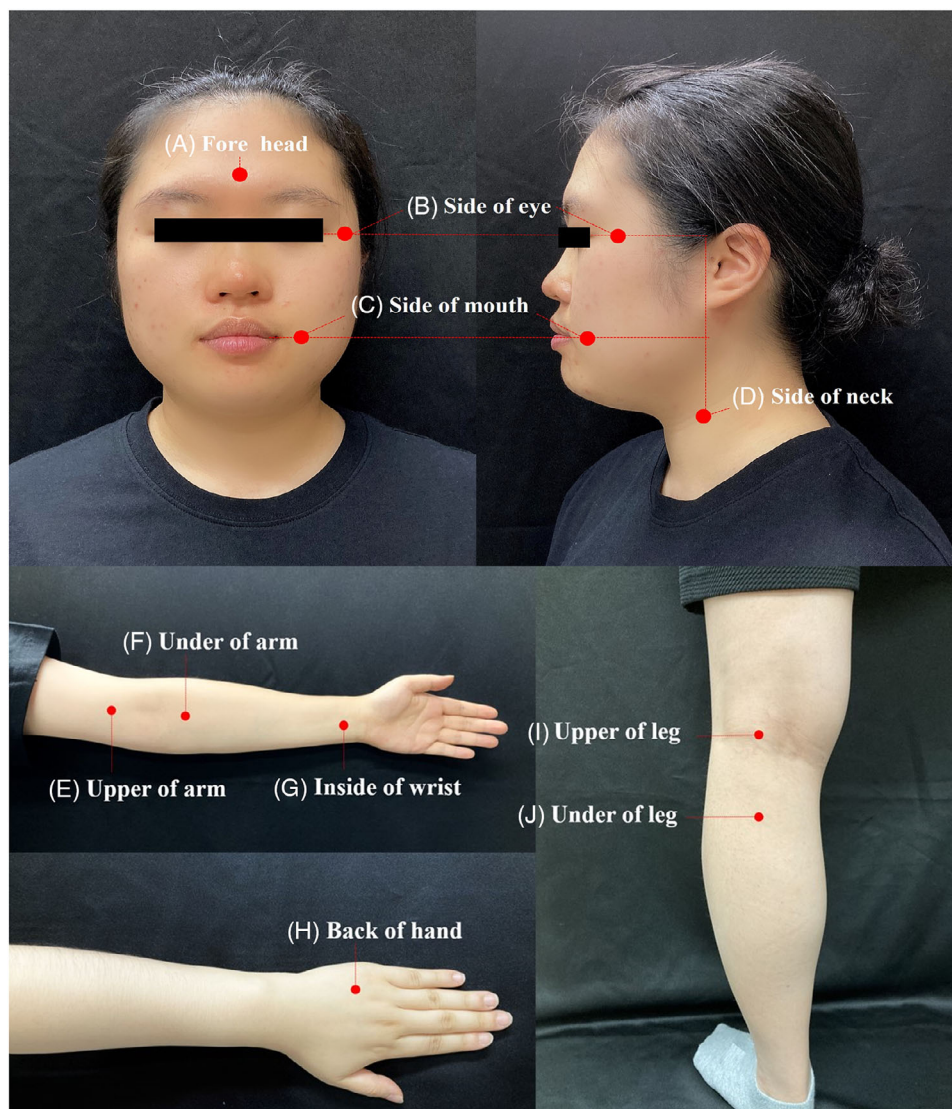 (A) Fore head
(B) Side of eye
(C) Side of mouth
(D) Side of neck
(F) Under of arm
(E) Upper of arm
(G) Inside of wrist
(H) Back of hand
(I) Upper of leg
(J) Under of leg